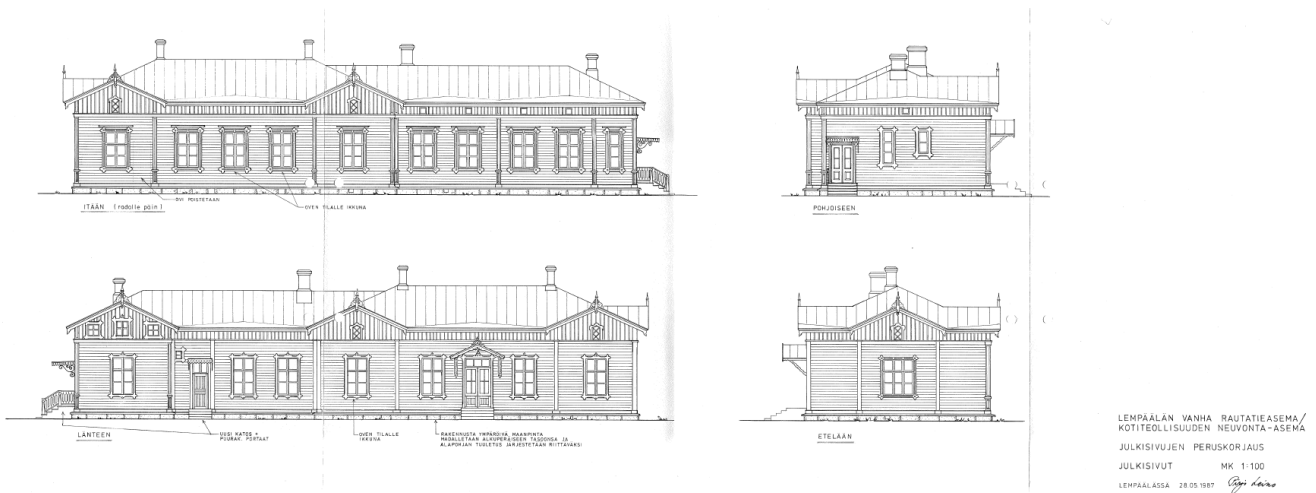 ITÄÄN (radalle päin)
OVI POISTETAAN
OVEN TILALLE IKKUNA
POHJOISEEN
LÄNTEEN
UUSI KATOS +
PUURAK. PORTAAT
OVEN TILALLE
IKKUNA
RAKENNUSTA YMPÄRÖIVÄ MAANPINTA
MADALLETAAN ALKUPERÄISEEN TASOONSA JA
ALAPOHJAN TUULETUS JÄRJESTETÄÄN RIITTÄVÄKSI
ETELÄÄN
LEMPÄÄLÄN VANHA RAUTATIEASEMA/
KOTITEOLLISUUDEN NEUVONTA-ASEMA
JULKISIVUJEN PERUSKORJAUS
JULKISIVUT MK 1:100
LEMPÄÄLÄSSÄ 28.05.1987